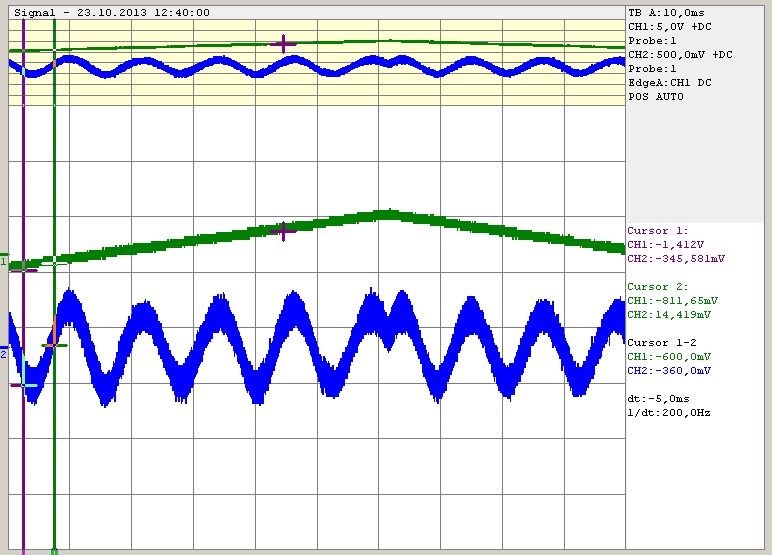 Signal - 23.10.2013 12:40:00
TB A:10,0ms
CH1:5,0V +DC
Probe:1
CH2:500,0mV +DC
Probe:1
EdgeA:CH1 DC
POS AUTO
1
2
Cursor 1:
CH1:-1,412V
CH2:-345,581mV
Cursor 2:
CH1:-811,65mV
CH2:14,419mV
Cursor 1-2
CH1:-600,0mV
CH2:-360,0mV
dt:-5,0ms
1/dt:200,0Hz